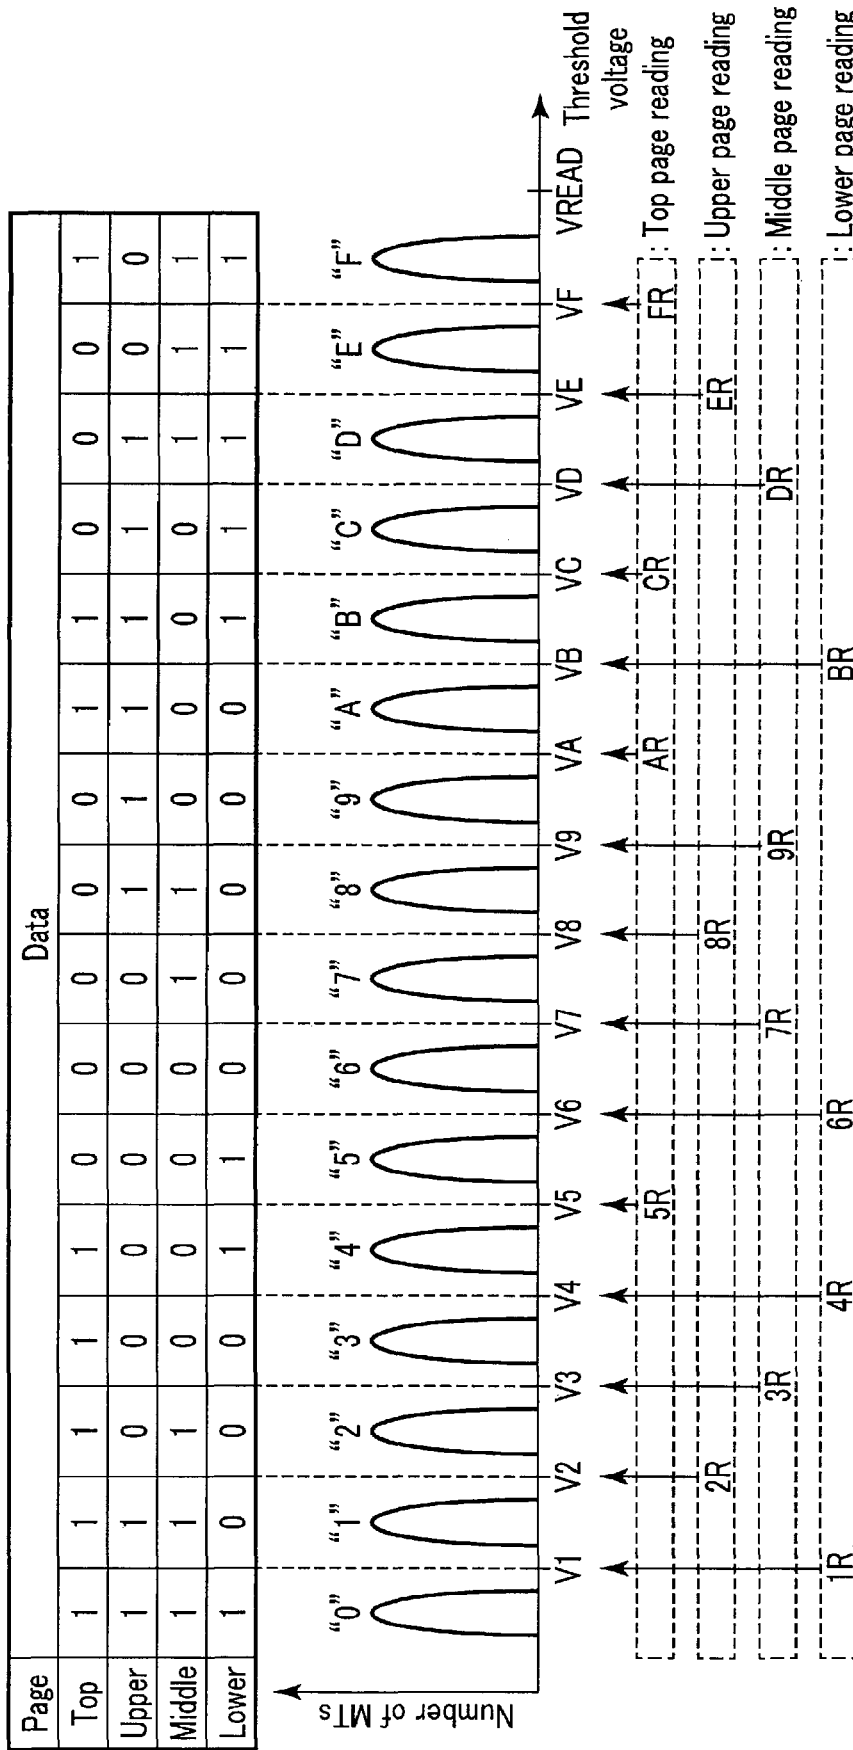 Page Data
Top 1 1 1 1 1 0 0 0 0 0 1 1 0 0 0 1
Upper 1 1 0 0 0 0 0 0 1 1 1 1 1 1 0 0
Middle 1 1 1 0 0 0 0 1 1 0 0 0 0 1 1 1
Lower 1 0 0 0 1 1 0 0 0 0 0 1 1 1 1 1
Number of MTs
“0” “1” “2” “3” “4” “5” “6” “7” “8” “9” “A” “B” “C” “D” “E” “F”
V1 V2 V3 V4 V5 V6 V7 V8 V9 VA VB VC VD VE VF VREAD Threshold
voltage
5R AR CR FR : Top page reading
2R 8R ER : Upper page reading
3R 7R 9R DR : Middle page reading
1R 4R 6R BR : Lower page reading